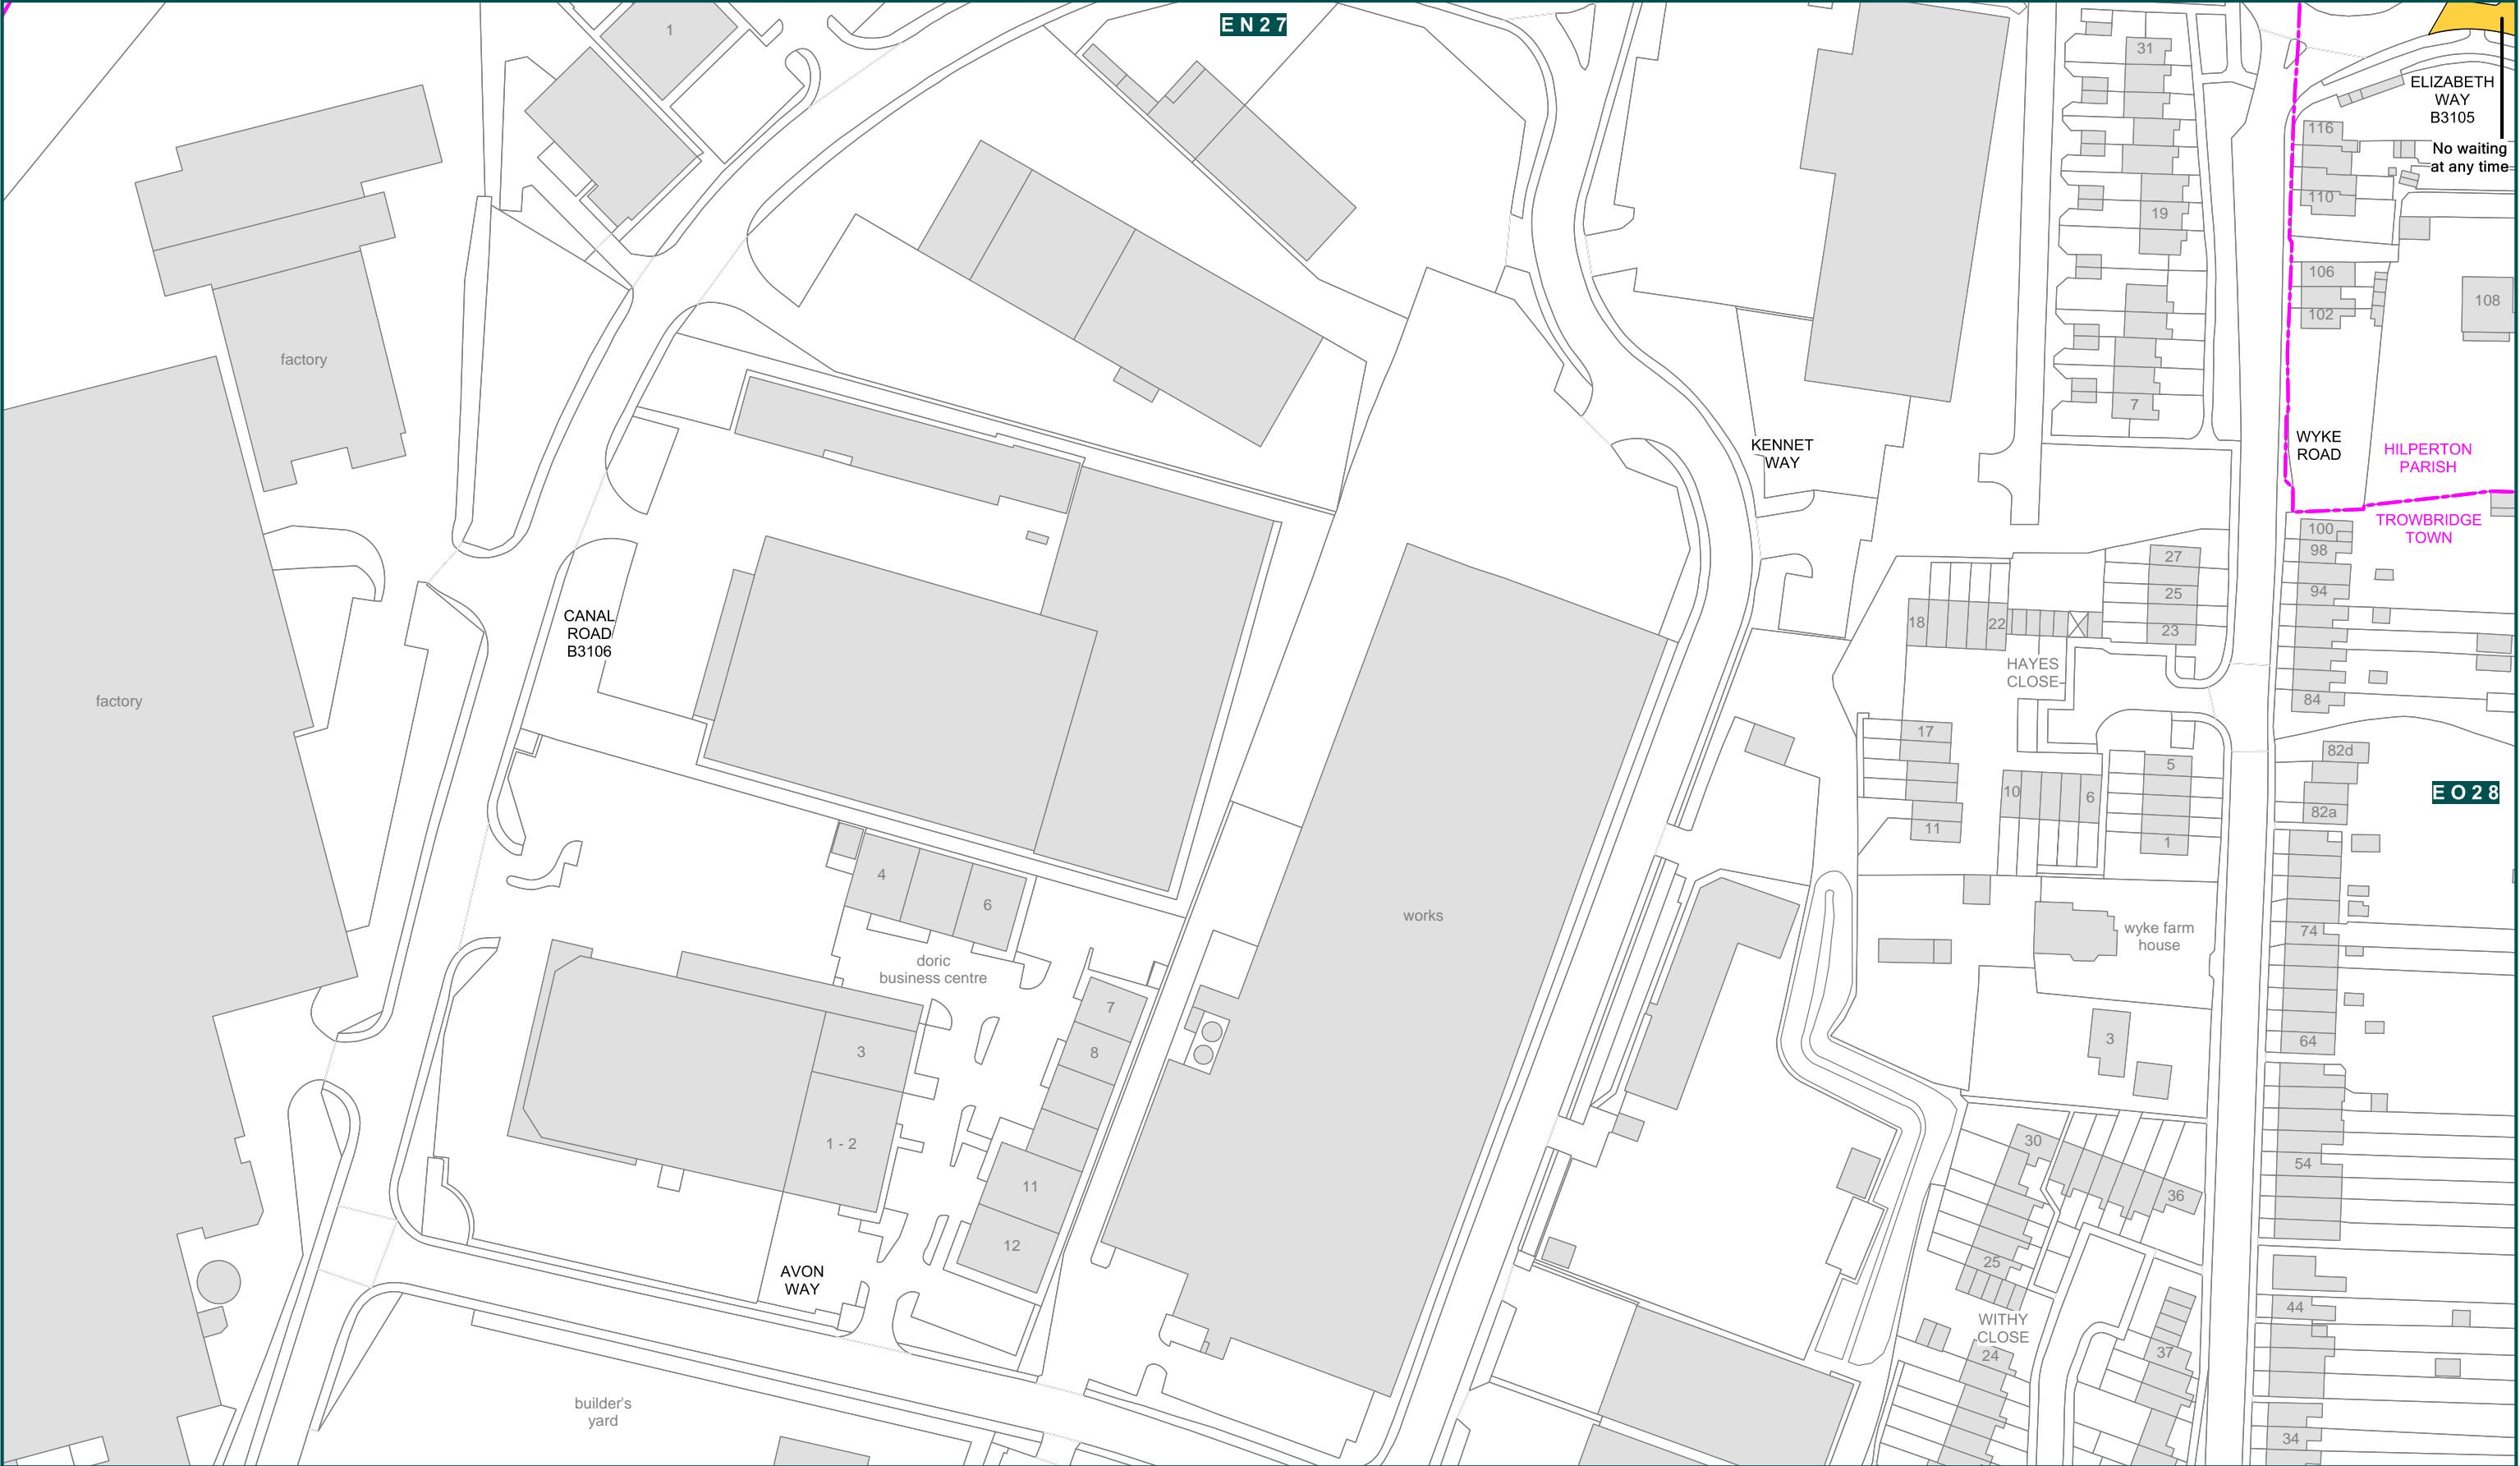 EN27
1
31
ELIZABETH
WAY
B3105
116
No waiting
at any time
110
19
106
108
102
factory
7
KENNET
WAY
WYKE
ROAD
HILPERTON
PARISH
TROWBRIDGE
TOWN
100
98
27
94
25
CANAL
ROAD
B3106
18
22
23
HAYES
CLOSE
factory
84
17
82d
5
EO28
10
6
82a
11
1
4
6
works
74
wyke farm
house
doric
business centre
7
3
8
3
64
1 - 2
30
54
11
36
12
25
AVON
WAY
44
WITHY
CLOSE
24
37
builder's
yard
34